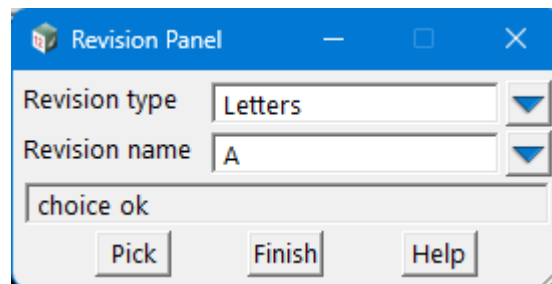 Revision Panel
Revision type Letters
Revision name A
choice ok
Pick Finish Help